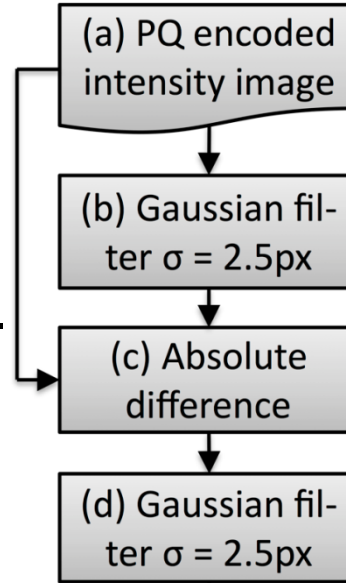 (a) PQ encoded
intensity image
(b) Gaussian fil-
ter σ = 2.5px
(c) Absolute
difference
(d) Gaussian fil-
ter σ = 2.5px